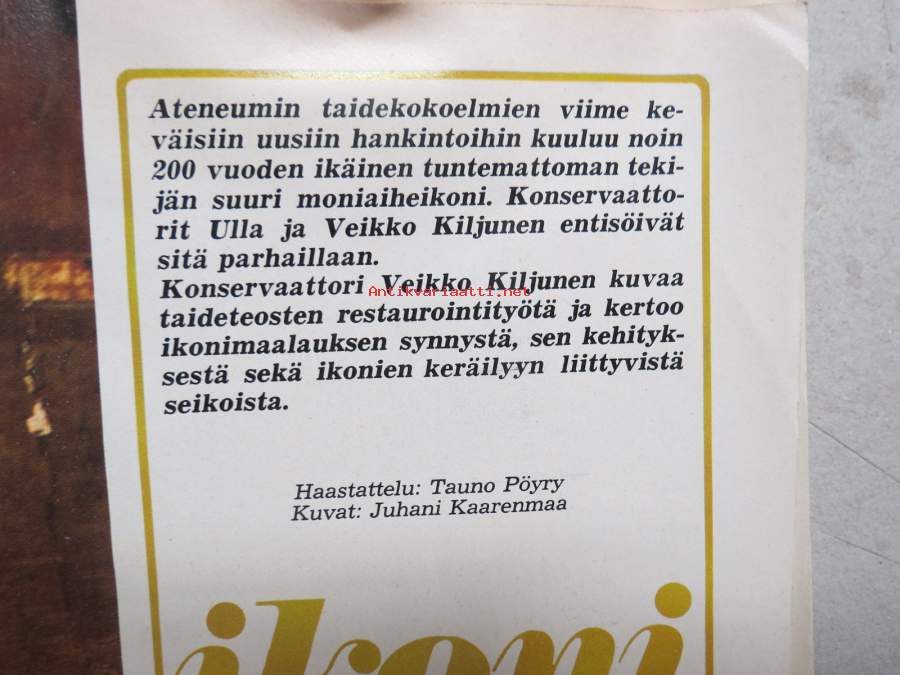 Ateneumin taidekokoelmien viime ke-
väisiin uusiin hankintoihin kuuluu noin
200 vuoden ikäinen tuntemattoman teki-
jän suuri moniaiheikoni. Konservaatto-
rit Ulla ja Veikko Kiljunen entisöivät
sitä parhaillaan.
Konservaattori Veikko Kiljunen kuvaa
Antikvariaatti.net
taideteosten restaurointityötä ja kertoo
ikonimaalauksen synnystä, sen kehityk-
sestä sekä ikonien keräilyyn liittyvistä
seikoista.
Haastattelu: Tauno Pöyry
Kuvat: Juhani Kaarenmaa
ikoni